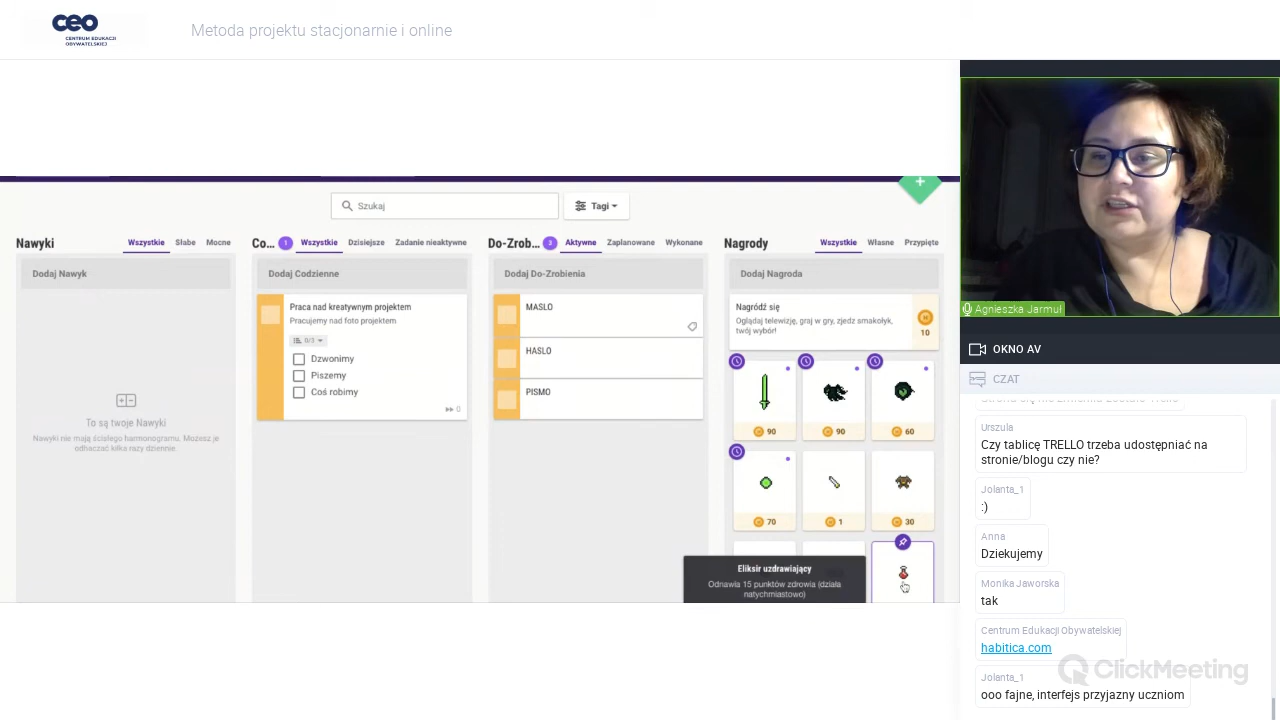 ceo
CENTRUM EDUKACJI
OBYWATELSKIEJ
Metoda projektu stacjonarnie i online
Szukaj
Tagi
Nawyki
Wszystkie Słabe Mocne
Dodaj Nawyk
To są twoje Nawyki
Nawyki nie mają ścisłego harmonogramu. Możesz je
odhaczać kilka razy dziennie.
Co... 1 Wszystkie Dzisiejsze Zadanie nieaktywne
Dodaj Codzienne
Praca nad kreatywnym projektem
Pracujemy nad foto projektem
0/3
Dzwonimy
Piszemy
Coś robimy
0
Do-Zrob... 3 Aktywne Zaplanowane Wykonane
Dodaj Do-Zrobienia
MASLO
HASLO
PISMO
Nagrody
Wszystkie Własne Przypięte
Dodaj Nagroda
Nagródź się
Oglądaj telewizję, graj w gry, zjedz smakołyk,
twój wybór!
10
90 90 60
70 1 30
Eliksir uzdrawiający
Odnawia 15 punktów zdrowia (działa
natychmiastowo)
Agnieszka Jarmuł
OKNO AV
CZAT
Urszula
Czy tablicę TRELLO trzeba udostępniać na
stronie/blogu czy nie?
Jolanta_1
:)
Anna
Dziekujemy
Monika Jaworska
tak
Centrum Edukacji Obywatelskiej
habitica.com
Jolanta_1
ooo fajne, interfejs przyjazny uczniom
ClickMeeting